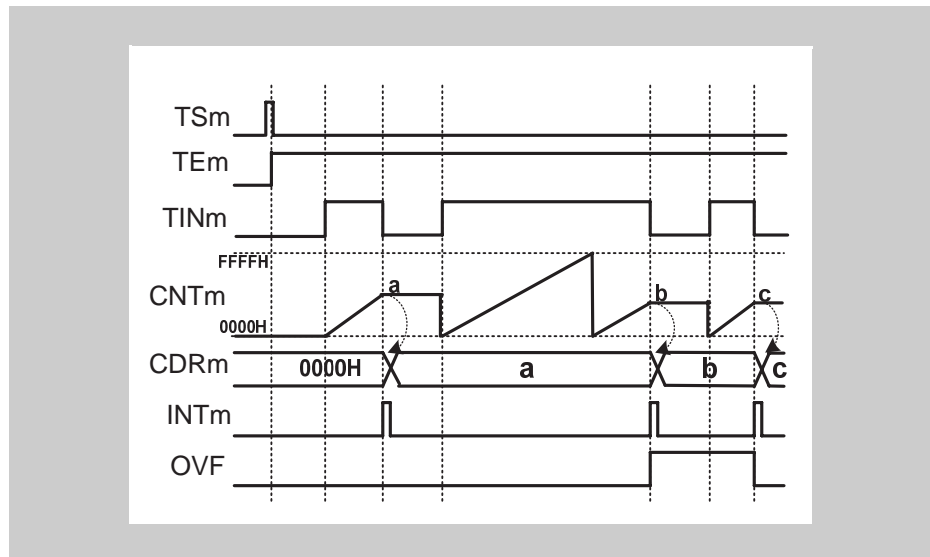 TSm
TEm
TINm
FFFFH
CNTm
a
b
c
0000H
CDRm
0000H
a
b
c
INTm
OVF